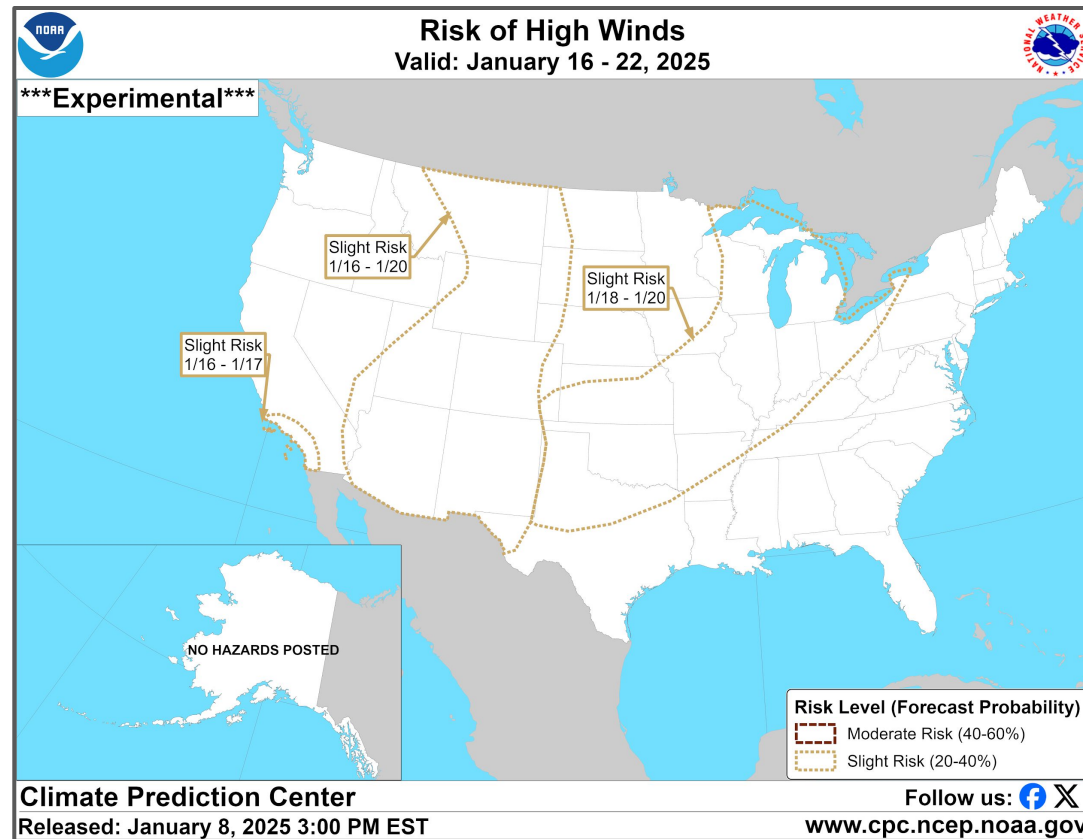 NOAA
Risk of High Winds
Valid: January 16 - 22, 2025
NATIONAL WEATHER SERVICE
***Experimental***
Slight Risk
1/16 - 1/20
Slight Risk
1/18 - 1/20
Slight Risk
1/16 - 1/17
NO HAZARDS POSTED
Risk Level (Forecast Probability)
Moderate Risk (40-60%)
Slight Risk (20-40%)
Climate Prediction Center
Follow us:
Released: January 8, 2025 3:00 PM EST
www.cpc.ncep.noaa.gov